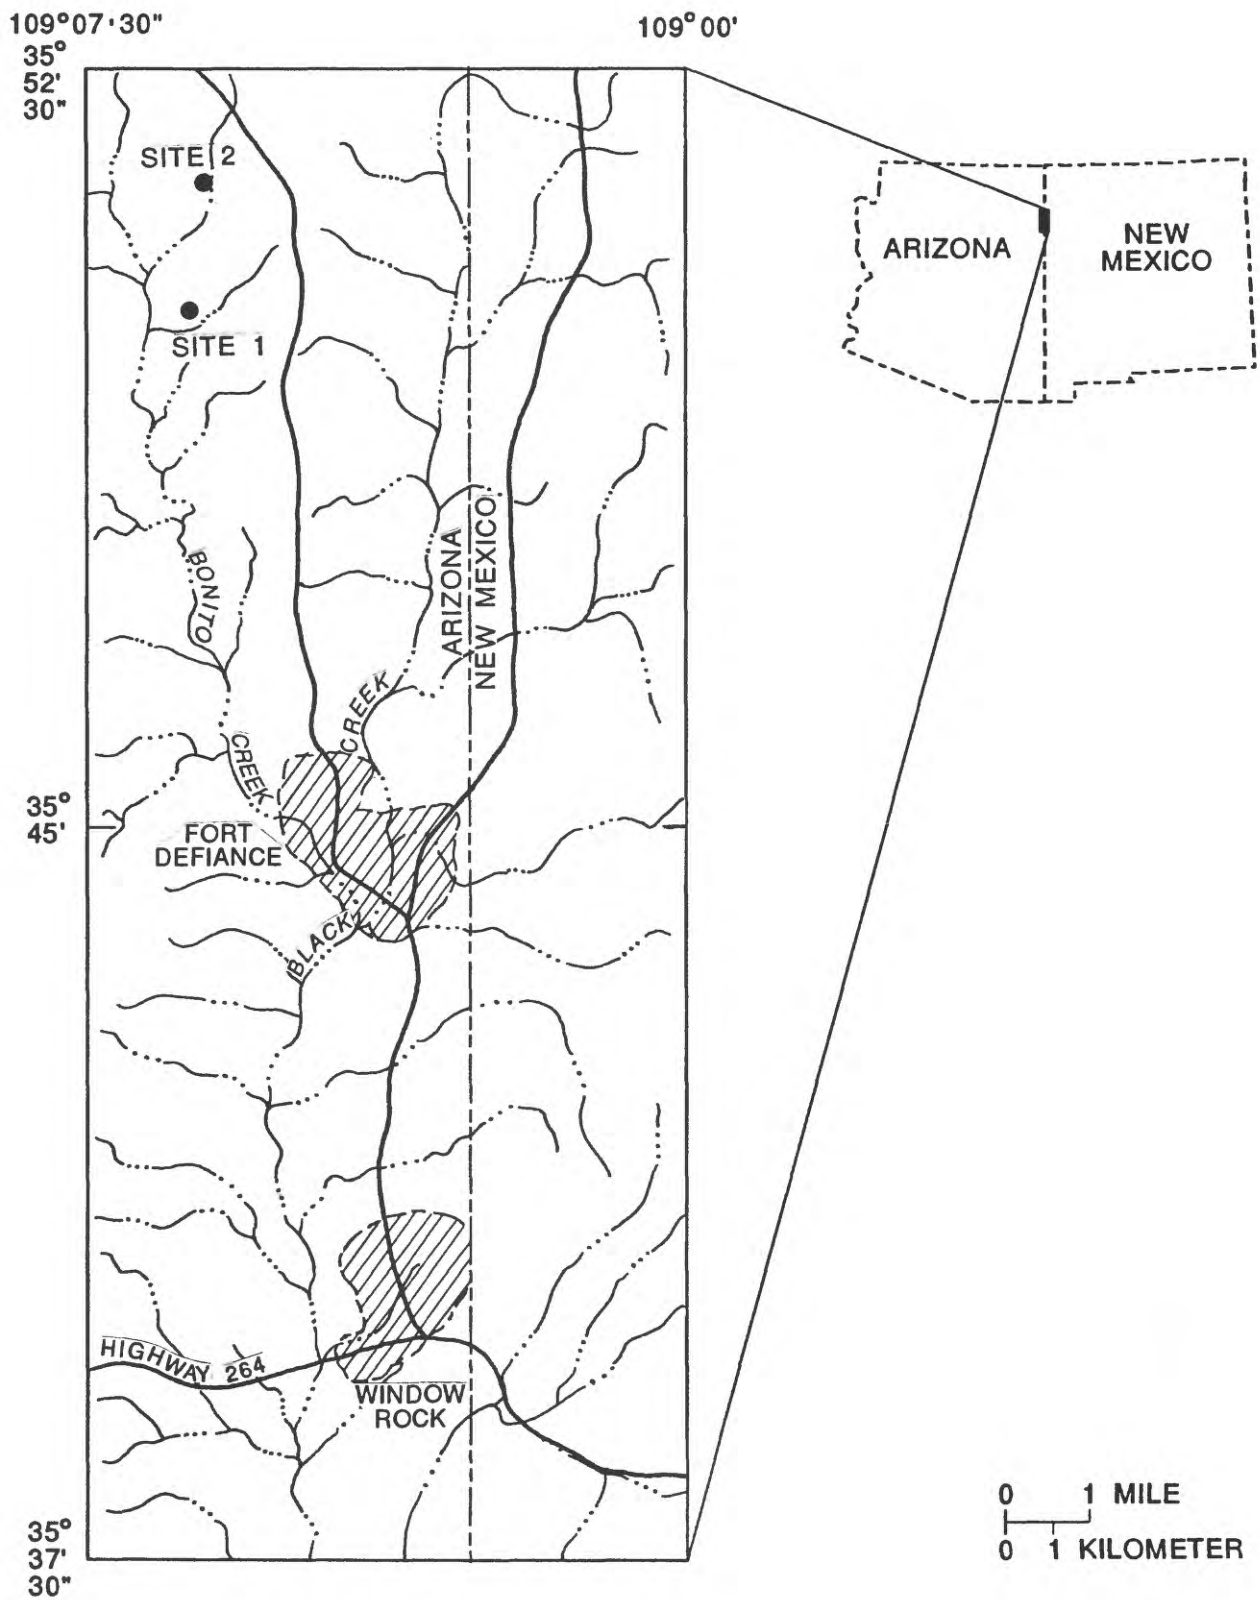 109°07'30"
109°00'
35°
52'
30"
SITE 2
SITE 1
ARIZONA
NEW
MEXICO
BONITO
CREEK
ARIZONA
NEW MEXICO
CREEK
35°
45'
FORT
DEFIANCE
BLACK
HIGHWAY 264
WINDOW
ROCK
35°
37'
30"
0 1 MILE
0 1 KILOMETER